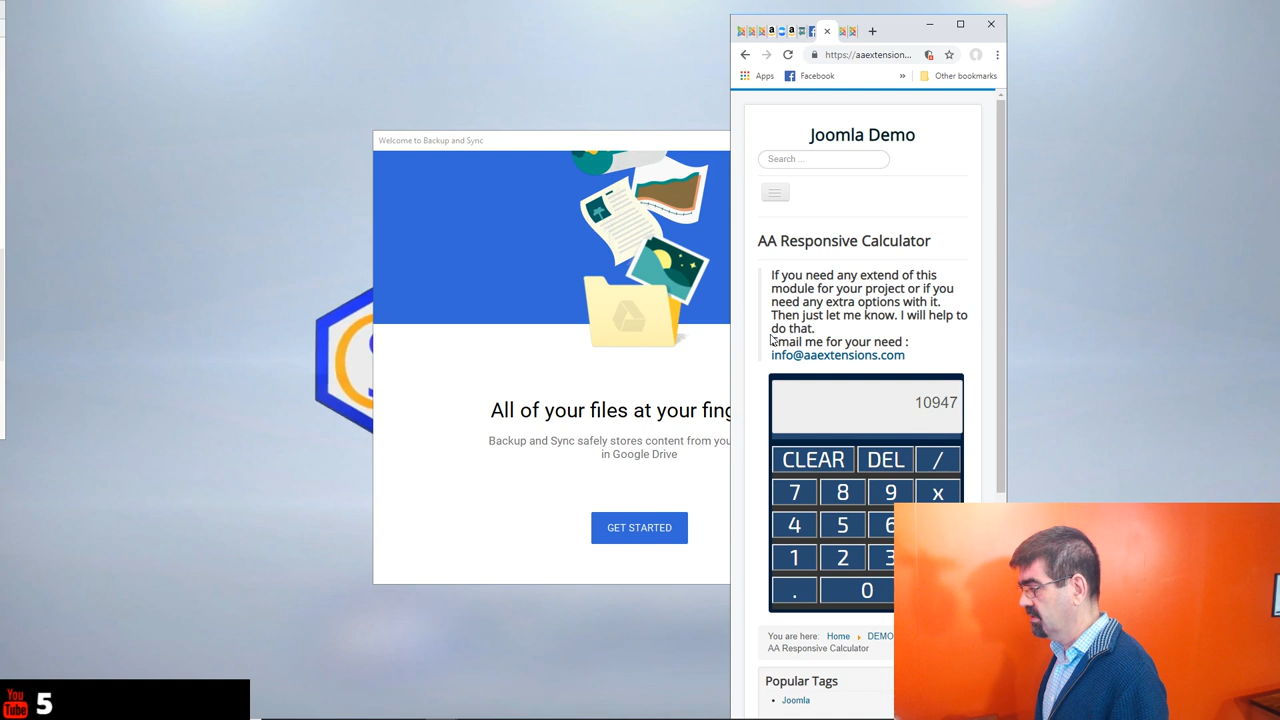 https://aaextension...
Apps
Facebook
»
Other bookmarks
Welcome to Backup and Sync
Joomla Demo
Search ...
AA Responsive Calculator
If you need any extend of this
module for your project or if you
need any extra options with it.
Then just let me know. I will help to
do that.
Email me for your need :
info@aaextensions.com
All of your files at your fing
Backup and Sync safely stores content from you
in Google Drive
GET STARTED
10947
CLEAR DEL /
7 8 9 x
4 5 6
1 2 3
. 0
You are here: Home DEMO
AA Responsive Calculator
Popular Tags
Joomla
You
Tube
5